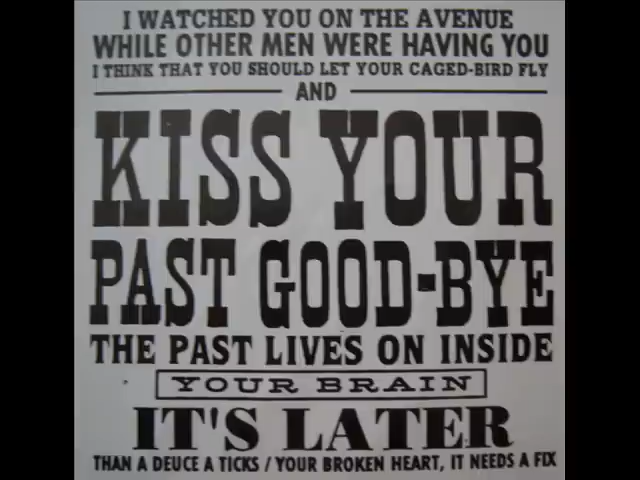 I WATCHED YOU ON THE AVENUE
WHILE OTHER MEN WERE HAVING YOU
I THINK THAT YOU SHOULD LET YOUR CAGED-BIRD FLY
AND
KISS YOUR
PAST GOOD-BYE
THE PAST LIVES ON INSIDE
YOUR BRAIN
IT'S LATER
THAN A DEUCE A TICKS / YOUR BROKEN HEART, IT NEEDS A FIX